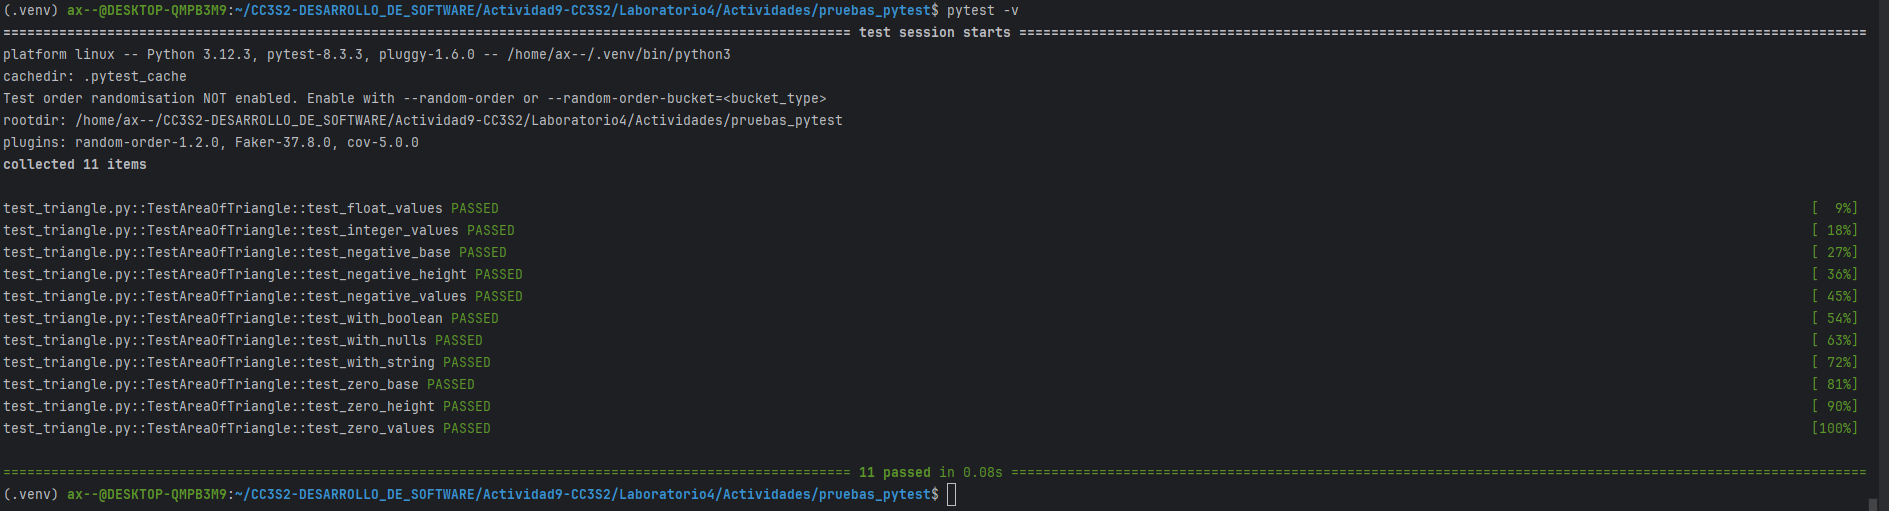 (.venv) ax--@DESKTOP-QMPB3M9:~/CC3S2-DESARROLLO_DE_SOFTWARE/Actividad9-CC3S2/Laboratorio4/Actividades/pruebas_pytest$ pytest -v
========================================================================================================== test session starts ==========================================================================================================
platform linux -- Python 3.12.3, pytest-8.3.3, pluggy-1.6.0 -- /home/ax--/.venv/bin/python3
cachedir: .pytest_cache
Test order randomisation NOT enabled. Enable with --random-order or --random-order-bucket=<bucket_type>
rootdir: /home/ax--/CC3S2-DESARROLLO_DE_SOFTWARE/Actividad9-CC3S2/Laboratorio4/Actividades/pruebas_pytest
plugins: random-order-1.2.0, Faker-37.8.0, cov-5.0.0
collected 11 items
test_triangle.py::TestAreaOfTriangle::test_float_values PASSED [  9%]
test_triangle.py::TestAreaOfTriangle::test_integer_values PASSED [ 18%]
test_triangle.py::TestAreaOfTriangle::test_negative_base PASSED [ 27%]
test_triangle.py::TestAreaOfTriangle::test_negative_height PASSED [ 36%]
test_triangle.py::TestAreaOfTriangle::test_negative_values PASSED [ 45%]
test_triangle.py::TestAreaOfTriangle::test_with_boolean PASSED [ 54%]
test_triangle.py::TestAreaOfTriangle::test_with_nulls PASSED [ 63%]
test_triangle.py::TestAreaOfTriangle::test_with_string PASSED [ 72%]
test_triangle.py::TestAreaOfTriangle::test_zero_base PASSED [ 81%]
test_triangle.py::TestAreaOfTriangle::test_zero_height PASSED [ 90%]
test_triangle.py::TestAreaOfTriangle::test_zero_values PASSED [100%]
========================================================================================================== 11 passed in 0.08s ===========================================================================================================
(.venv) ax--@DESKTOP-QMPB3M9:~/CC3S2-DESARROLLO_DE_SOFTWARE/Actividad9-CC3S2/Laboratorio4/Actividades/pruebas_pytest$